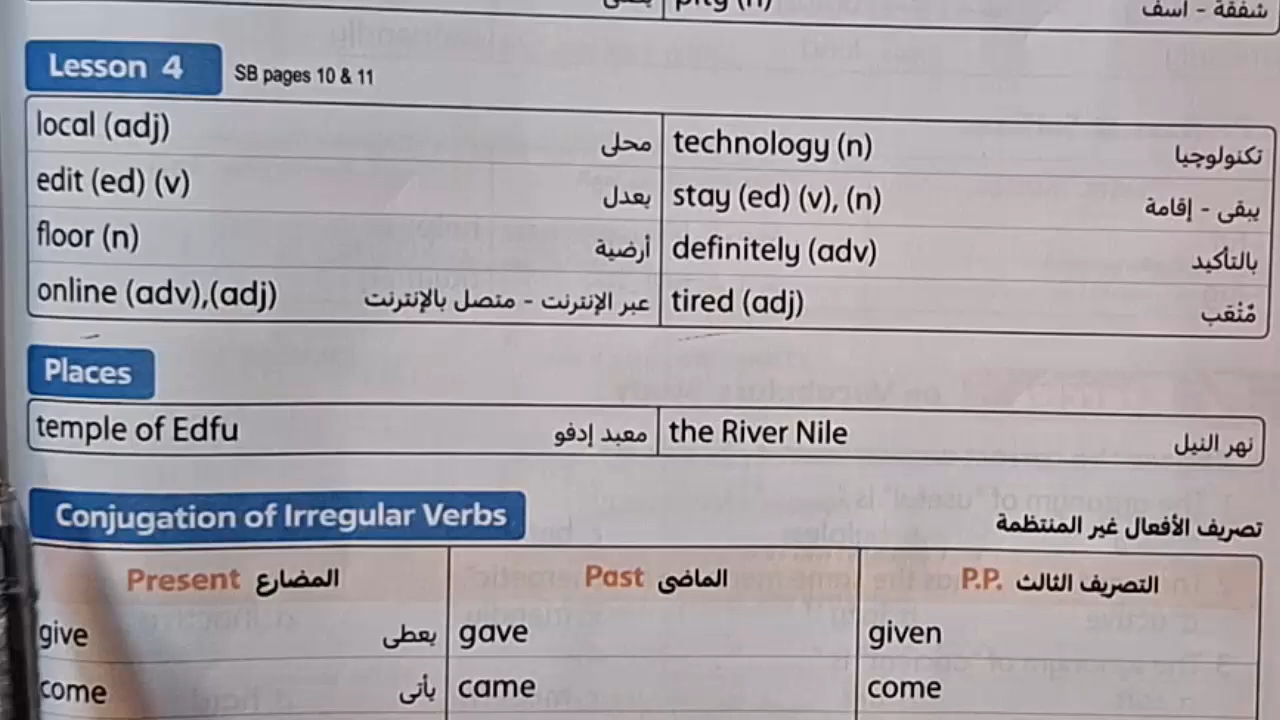 pity (n) شفقة - أسف
Lesson 4 SB pages 10 & 11
local (adj) محلى technology (n) تكنولوجيا
edit (ed) (v) يعدل stay (ed) (v), (n) يبقى - إقامة
floor (n) أرضية definitely (adv) بالتأكيد
online (adv),(adj) عبر الإنترنت - متصل بالإنترنت tired (adj) مُتْعَب
Places
temple of Edfu معبد إدفو the River Nile نهر النيل
Conjugation of Irregular Verbs تصريف الأفعال غير المنتظمة
Present المضارع Past الماضى P.P. التصريف الثالث
give يعطى gave given
come يأتى came come